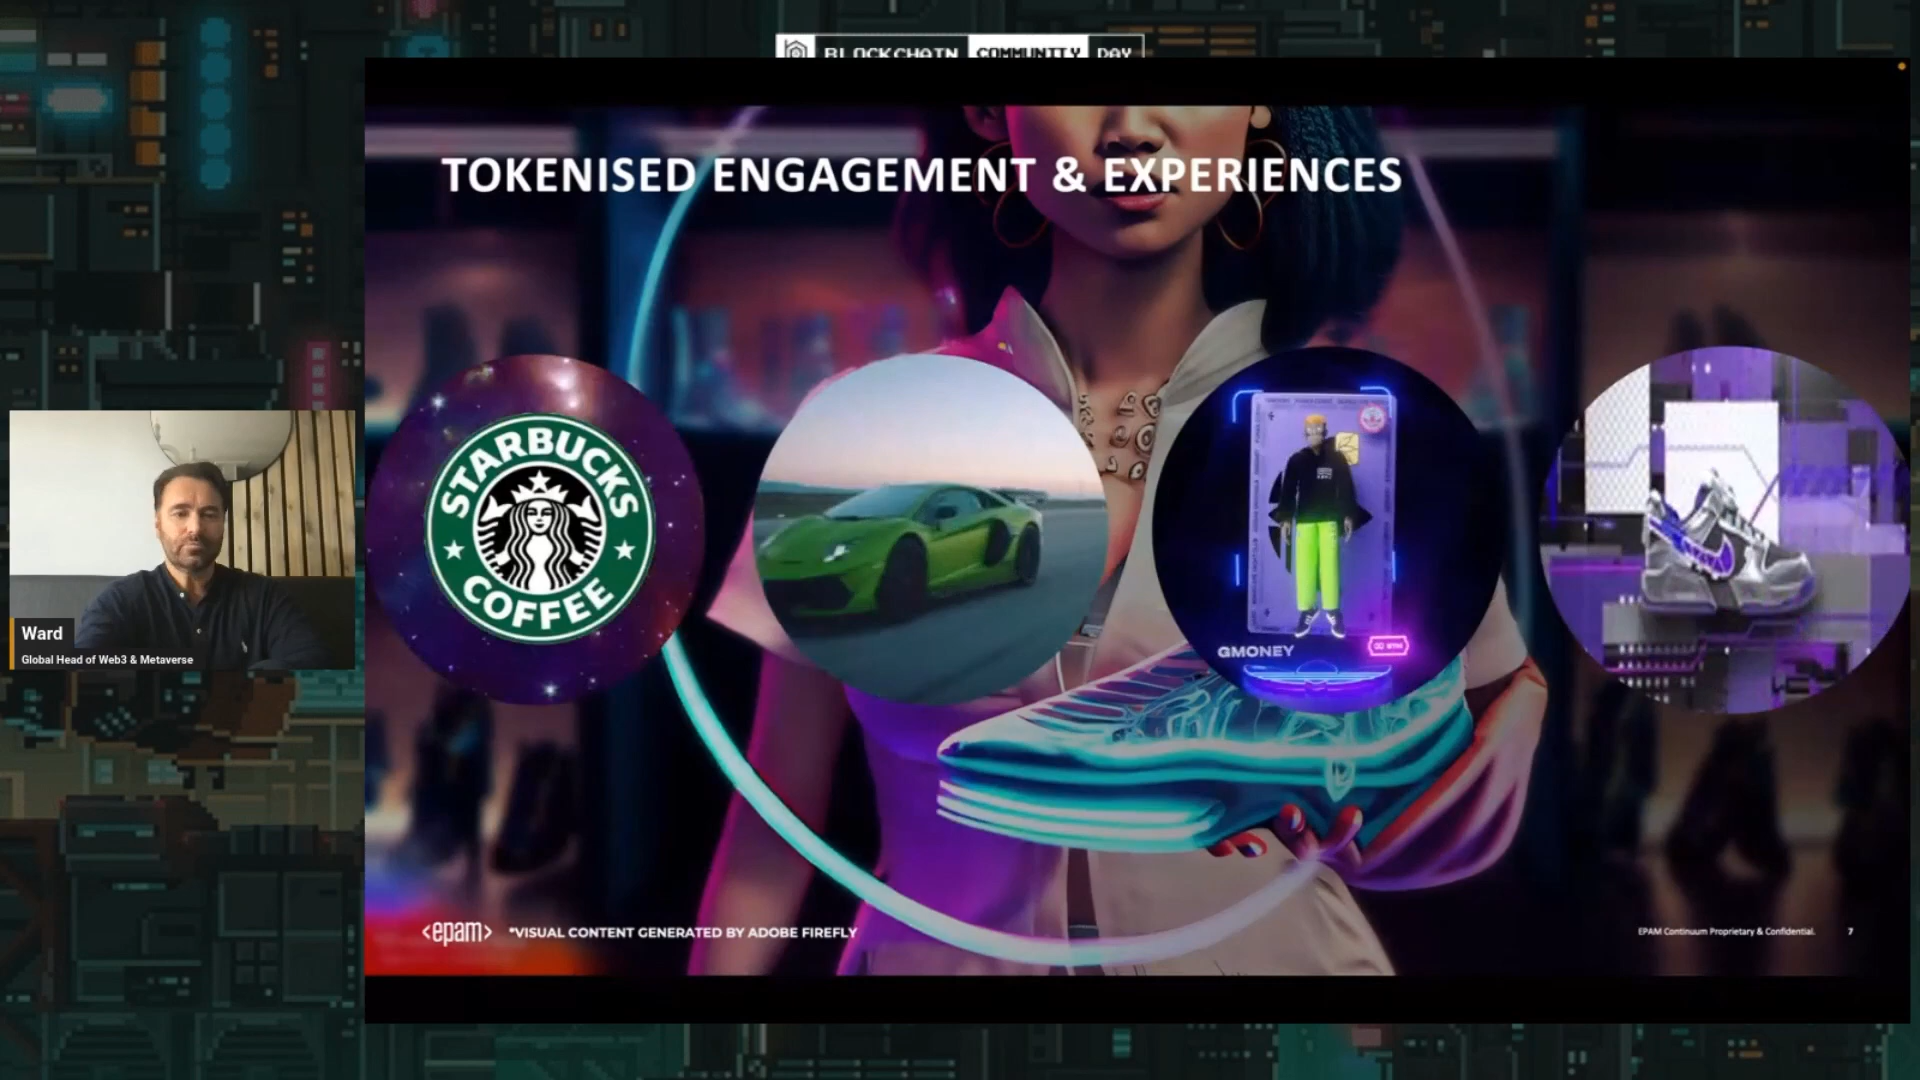 BLOCKCHAIN COMMUNITY DAY
TOKENISED ENGAGEMENT & EXPERIENCES
STARBUCKS
COFFEE
GMONEY
Ward
Global Head of Web3 & Metaverse
<epam> *VISUAL CONTENT GENERATED BY ADOBE FIREFLY
EPAM Continuum Proprietary & Confidential. 7